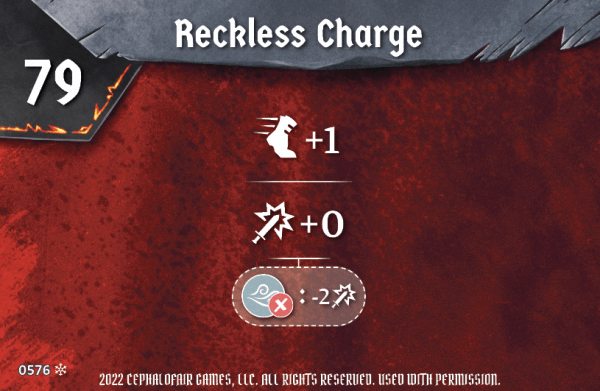 Reckless Charge
79
+1
+0
: -2
0576
2022 CEPHALOFAIR GAMES, LLC. ALL RIGHTS RESERVED. USED WITH PERMISSION.